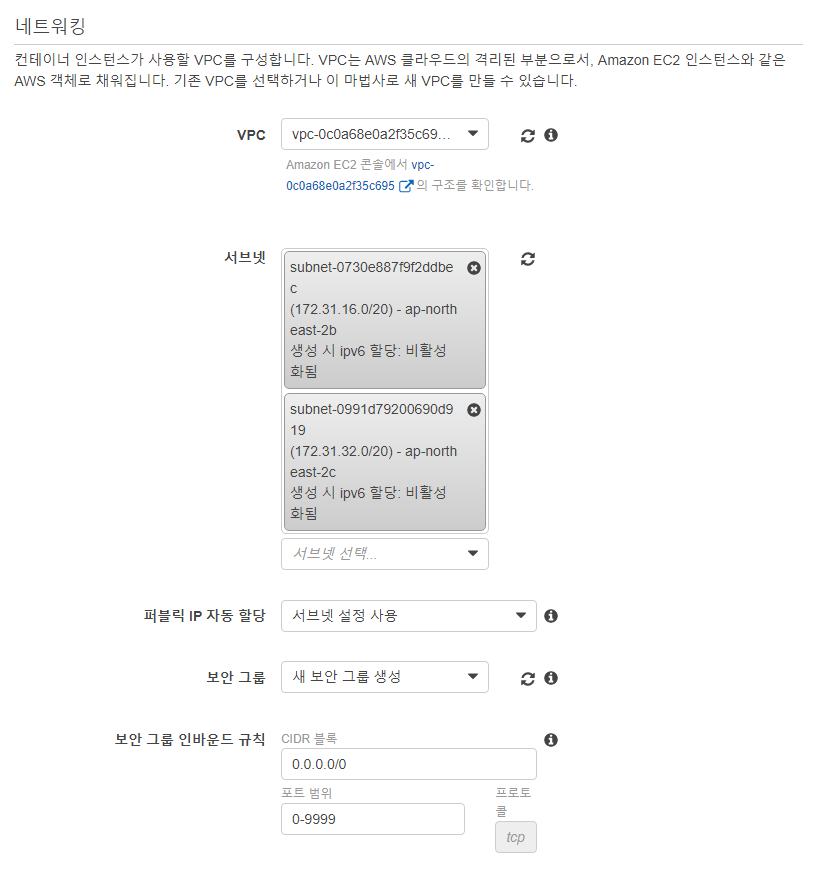 네트워킹
컨테이너 인스턴스가 사용할 VPC를 구성합니다. VPC는 AWS 클라우드의 격리된 부분으로서, Amazon EC2 인스턴스와 같은
AWS 객체로 채워집니다. 기존 VPC를 선택하거나 이 마법사로 새 VPC를 만들 수 있습니다.
VPC
vpc-0c0a68e0a2f35c69...
Amazon EC2 콘솔에서 vpc-
0c0a68e0a2f35c695 의 구조를 확인합니다.
서브넷
subnet-0730e887f9f2ddbe
c
(172.31.16.0/20) - ap-north
east-2b
생성 시 ipv6 할당: 비활성
화됨
subnet-0991d79200690d9
19
(172.31.32.0/20) - ap-north
east-2c
생성 시 ipv6 할당: 비활성
화됨
서브넷 선택...
퍼블릭 IP 자동 할당
서브넷 설정 사용
보안 그룹
새 보안 그룹 생성
보안 그룹 인바운드 규칙
CIDR 블록
0.0.0.0/0
포트 범위
0-9999
프로토
콜
tcp